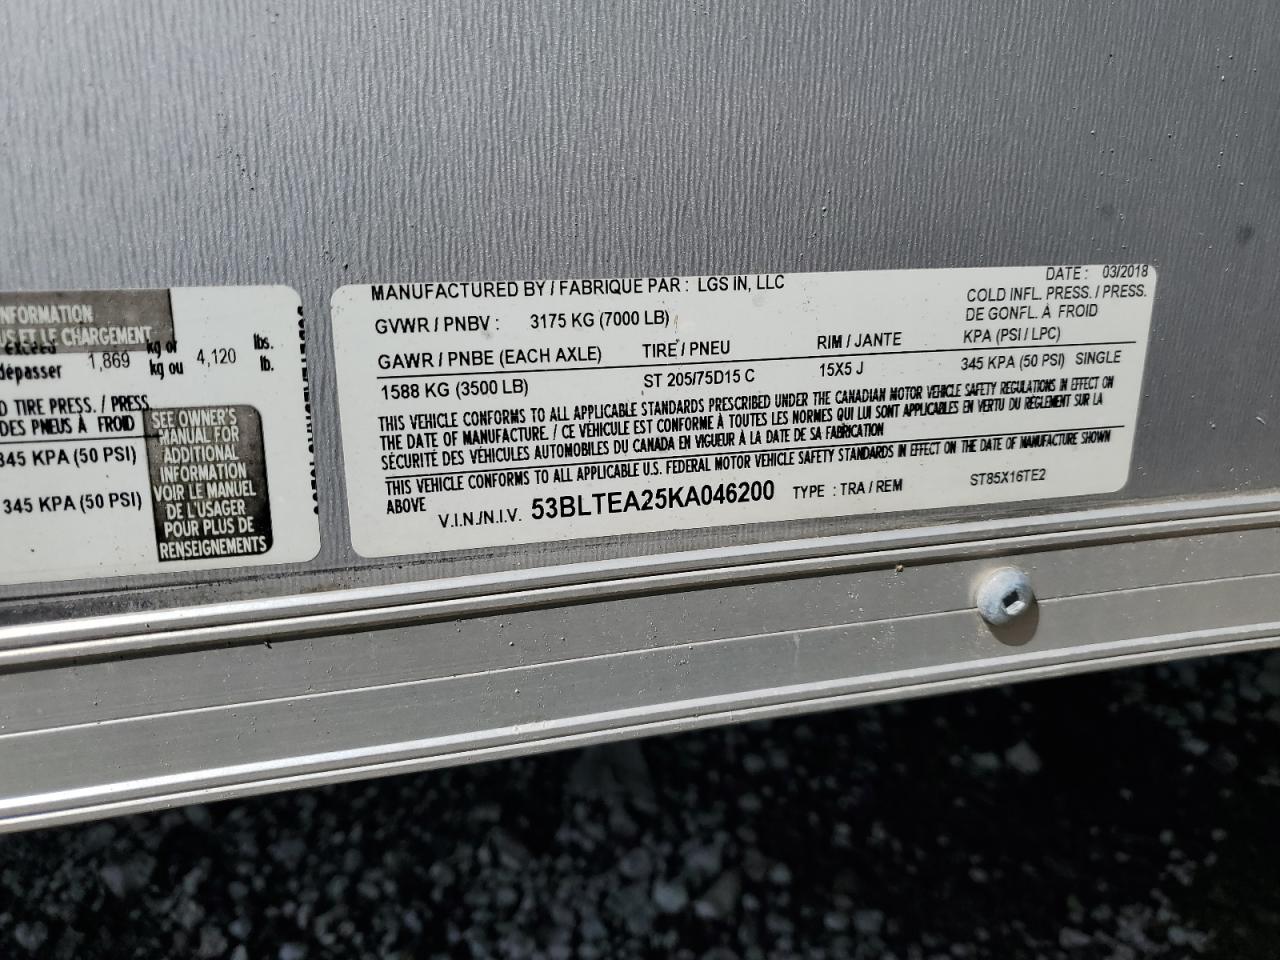 NFORMATION
US ET LE CHARGEMENT
exceed
dépasser 1,869 kg or 4,120 lbs.
kg ou lb.
D TIRE PRESS. / PRESS.
DES PNEUS À FROID
345 KPA (50 PSI)
345 KPA (50 PSI)
SEE OWNER'S
MANUAL FOR
ADDITIONAL
INFORMATION
VOIR LE MANUEL
DE L'USAGER
POUR PLUS DE
RENSEIGNEMENTS
MANUFACTURED BY / FABRIQUE PAR : LGS IN, LLC DATE : 03/2018
GVWR / PNBV : 3175 KG (7000 LB) COLD INFL. PRESS. / PRESS.
DE GONFL. À FROID
GAWR / PNBE (EACH AXLE) TIRE / PNEU RIM / JANTE KPA (PSI / LPC)
1588 KG (3500 LB) ST 205/75D15 C 15X5 J 345 KPA (50 PSI) SINGLE
THIS VEHICLE CONFORMS TO ALL APPLICABLE STANDARDS PRESCRIBED UNDER THE CANADIAN MOTOR VEHICLE SAFETY REGULATIONS IN EFFECT ON
THE DATE OF MANUFACTURE. / CE VÉHICULE EST CONFORME À TOUTES LES NORMES QUI LUI SONT APPLICABLES EN VERTU DU RÈGLEMENT SUR LA
SÉCURITÉ DES VÉHICULES AUTOMOBILES DU CANADA EN VIGUEUR À LA DATE DE SA FABRICATION
THIS VEHICLE CONFORMS TO ALL APPLICABLE U.S. FEDERAL MOTOR VEHICLE SAFETY STANDARDS IN EFFECT ON THE DATE OF MANUFACTURE SHOWN
ABOVE
V.I.N./N.I.V. 53BLTEA25KA046200 TYPE : TRA / REM ST85X16TE2